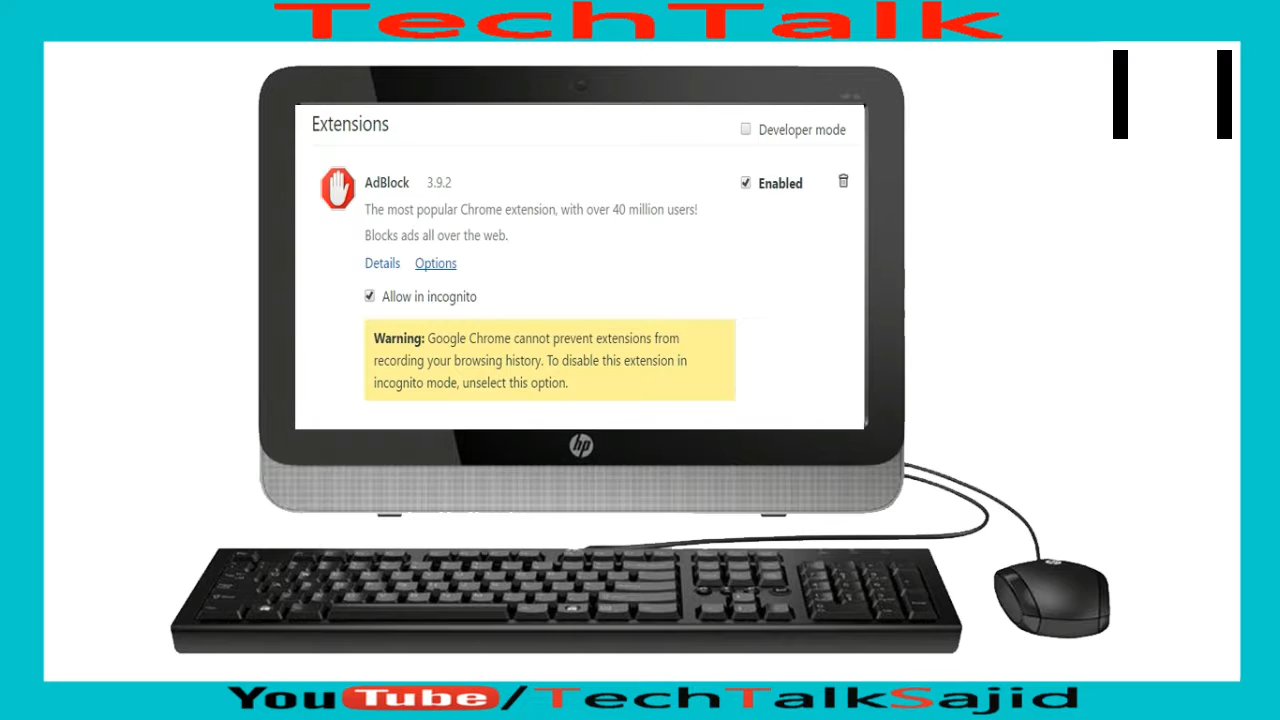 TechTalk
Extensions
Developer mode
AdBlock 3.9.2
Enabled
The most popular Chrome extension, with over 40 million users!
Blocks ads all over the web.
Details Options
Allow in incognito
Warning: Google Chrome cannot prevent extensions from
recording your browsing history. To disable this extension in
incognito mode, unselect this option.
hp
YouTube/TechTalkSajid